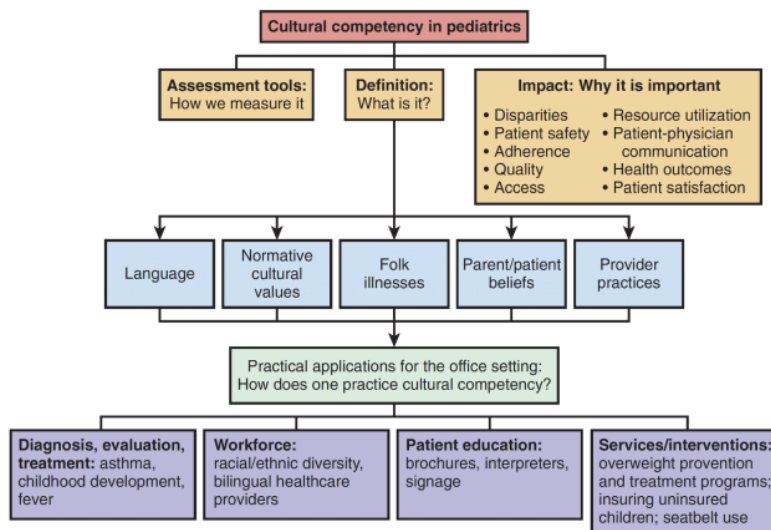 Cultural competency in pediatrics
Assessment tools:
How we measure it
Definition:
What is it?
Impact: Why it is important
• Disparities
• Patient safety
• Adherence
• Quality
• Access
• Resource utilization
• Patient-physician
communication
• Health outcomes
• Patient satisfaction
Language
Normative
cultural
values
Folk
illnesses
Parent/patient
beliefs
Provider
practices
Practical applications for the office setting:
How does one practice cultural competency?
Diagnosis, evaluation,
treatment: asthma,
childhood development,
fever
Workforce:
racial/ethnic diversity,
bilingual healthcare
providers
Patient education:
brochures, interpreters,
signage
Services/interventions:
overweight prevention
and treatment programs;
insuring uninsured
children; seatbelt use